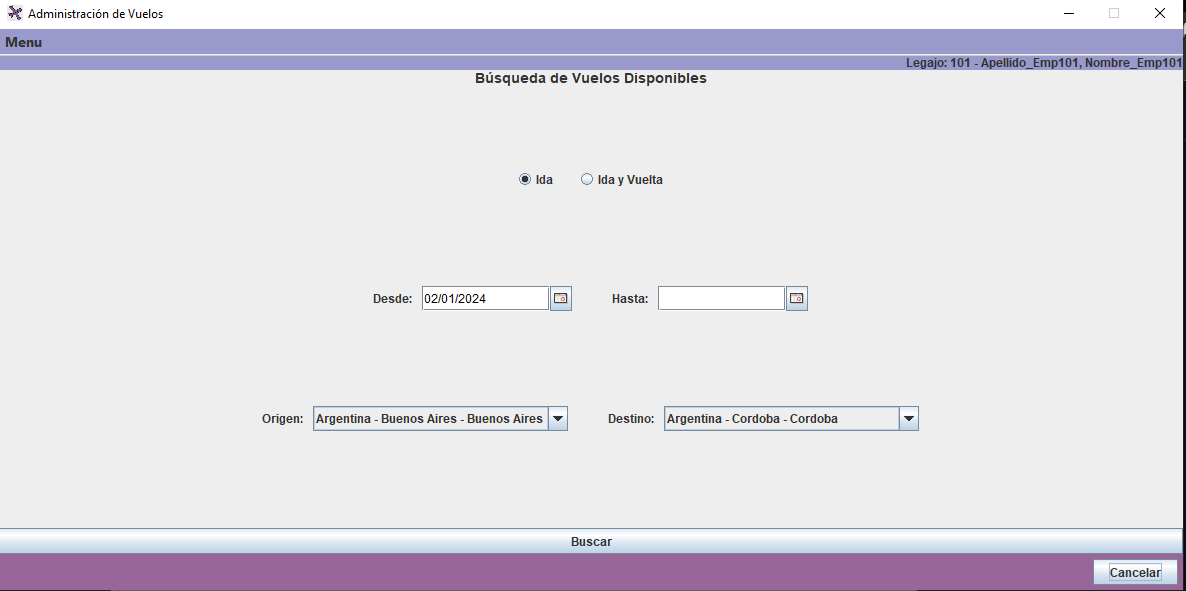 Administración de Vuelos
Menu
Legajo: 101 - Apellido_Emp101, Nombre_Emp101
Búsqueda de Vuelos Disponibles
Ida Ida y Vuelta
Desde: 02/01/2024 Hasta:
Origen: Argentina - Buenos Aires - Buenos Aires Destino: Argentina - Cordoba - Cordoba
Buscar
Cancelar